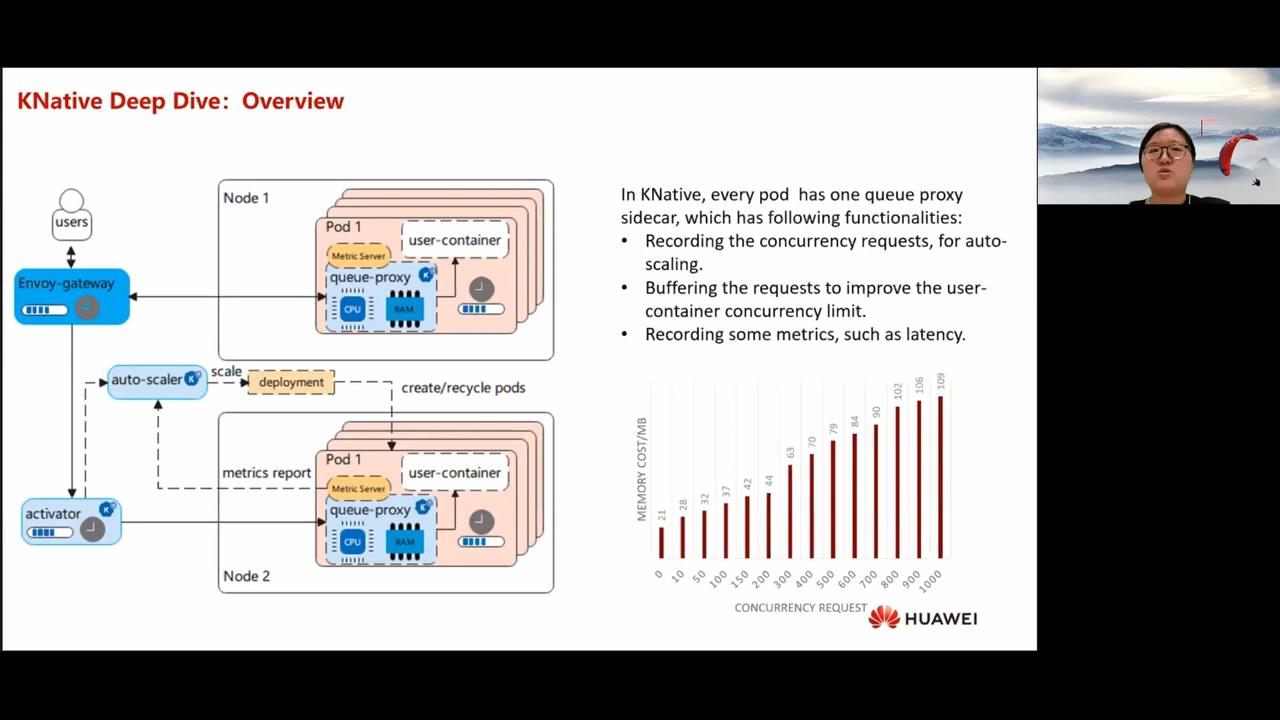 KNative Deep Dive: Overview
users
Envoy-gateway
auto-scaler
scale
deployment
create/recycle pods
metrics report
activator
Node 1
Pod 1
user-container
Metric Server
queue-proxy
CPU
RAM
Pod 1
user-container
Metric Server
queue-proxy
CPU
RAM
Node 2
In KNative, every pod has one queue proxy
sidecar, which has following functionalities:
• Recording the concurrency requests, for auto-
scaling.
• Buffering the requests to improve the user-
container concurrency limit.
• Recording some metrics, such as latency.
MEMORY COST/MB
21
28
32
37
42
44
63
70
79
84
90
102
106
109
0
10
50
100
150
200
300
400
500
600
700
800
900
1000
CONCURRENCY REQUEST
HUAWEI